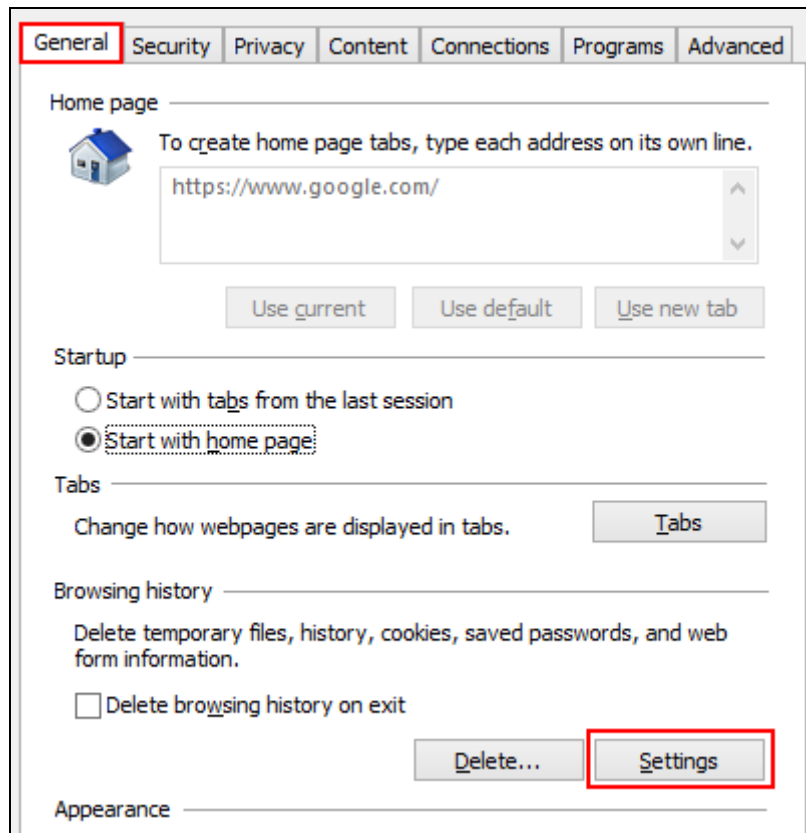 General Security Privacy Content Connections Programs Advanced
Home page
To create home page tabs, type each address on its own line.
https://www.google.com/
Use current Use default Use new tab
Startup
Start with tabs from the last session
Start with home page
Tabs
Change how webpages are displayed in tabs. Tabs
Browsing history
Delete temporary files, history, cookies, saved passwords, and web
form information.
Delete browsing history on exit
Delete... Settings
Appearance